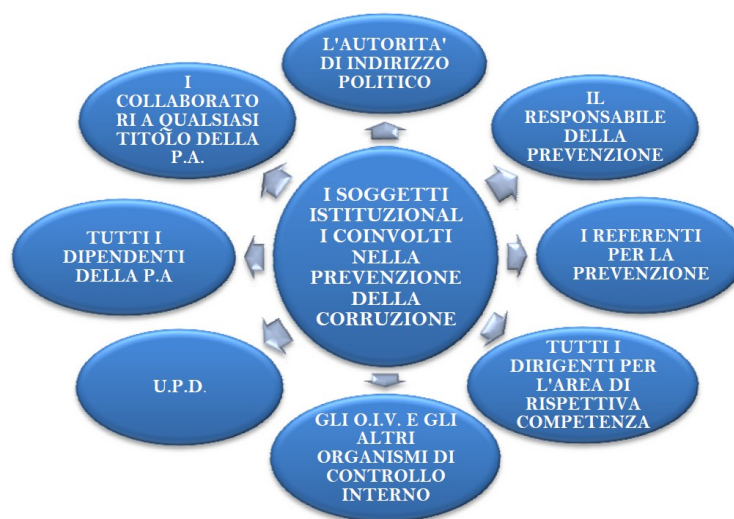 L'AUTORITA'
DI INDIRIZZO
POLITICO
IL
RESPONSABILE
DELLA
PREVENZIONE
I REFERENTI
PER LA
PREVENZIONE
TUTTI I
DIRIGENTI PER
L'AREA DI
RISPETTIVA
COMPETENZA
GLI O.I.V. E GLI
ALTRI
ORGANISMI DI
CONTROLLO
INTERNO
U.P.D.
TUTTI I
DIPENDENTI
DELLA P.A
I
COLLABORATO
RI A QUALSIASI
TITOLO DELLA
P.A.
I SOGGETTI
ISTITUZIONAL
I COINVOLTI
NELLA
PREVENZIONE
DELLA
CORRUZIONE